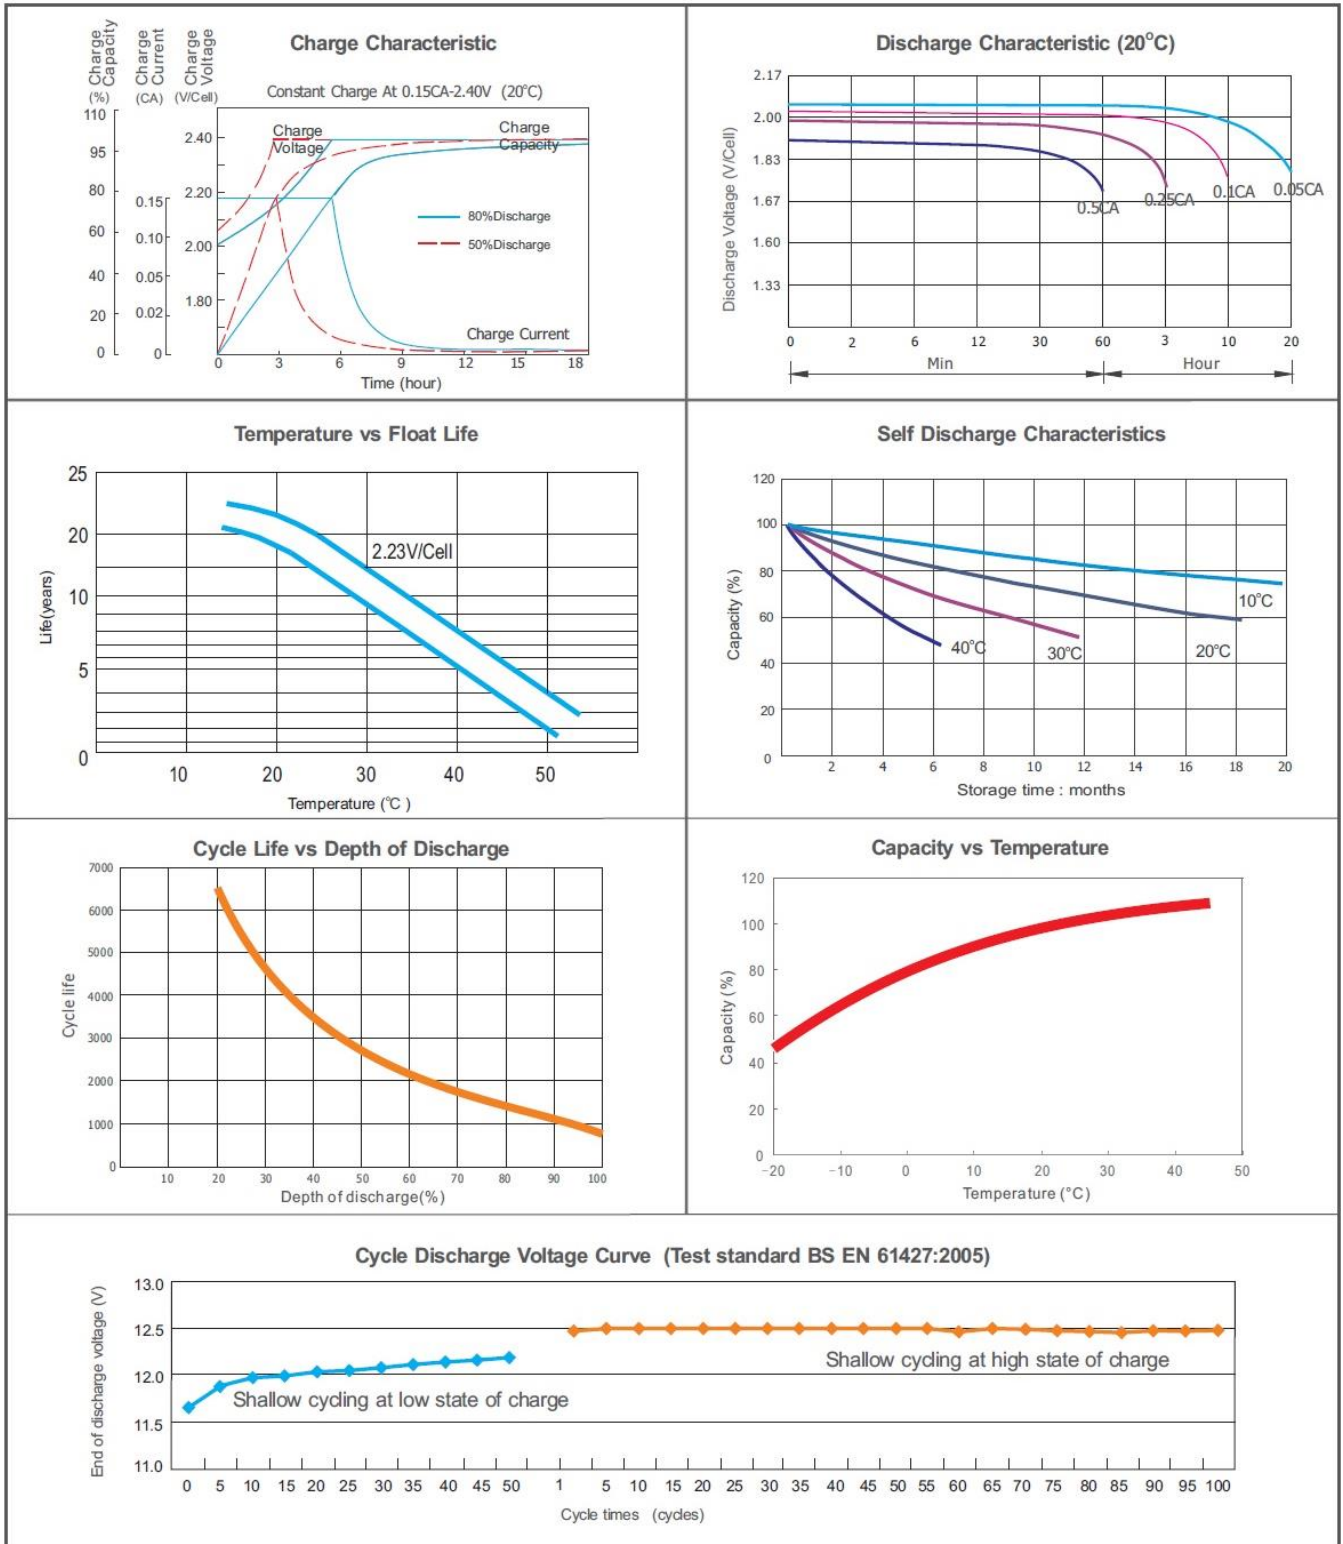 Charge Characteristic
Charge
Capacity
(%)
Charge
Current
(CA)
Charge
Voltage
(V/Cell)
Constant Charge At 0.15CA-2.40V (20°C)
110
95
80
60
40
20
0
0.15
0.10
0.05
0.02
0
2.40
2.20
2.00
1.80
Charge
Voltage
Charge
Capacity
80%Discharge
50%Discharge
Charge Current
0 3 6 9 12 15 18
Time (hour)
Discharge Characteristic (20°C)
Discharge Voltage (V/Cell)
2.17
2.00
1.83
1.67
1.60
1.33
0.5CA
0.25CA
0.1CA
0.05CA
0 2 6 12 30 60 3 10 20
Min Hour
Temperature vs Float Life
Life(years)
25
20
10
5
0
2.23V/Cell
10 20 30 40 50
Temperature (°C )
Self Discharge Characteristics
Capacity (%)
120
100
80
60
40
20
0
10°C
20°C
30°C
40°C
2 4 6 8 10 12 14 16 18 20
Storage time : months
Cycle Life vs Depth of Discharge
Cycle life
7000
6000
5000
4000
3000
2000
1000
0
10 20 30 40 50 60 70 80 90 100
Depth of discharge(%)
Capacity vs Temperature
Capacity (%)
120
100
80
60
40
20
0
−20 −10 0 10 20 30 40 50
Temperature (°C)
Cycle Discharge Voltage Curve (Test standard BS EN 61427:2005)
End of discharge voltage (V)
13.0
12.5
12.0
11.5
11.0
Shallow cycling at high state of charge
Shallow cycling at low state of charge
0 5 10 15 20 25 30 35 40 45 50 1 5 10 15 20 25 30 35 40 45 50 55 60 65 70 75 80 85 90 95 100
Cycle times (cycles)